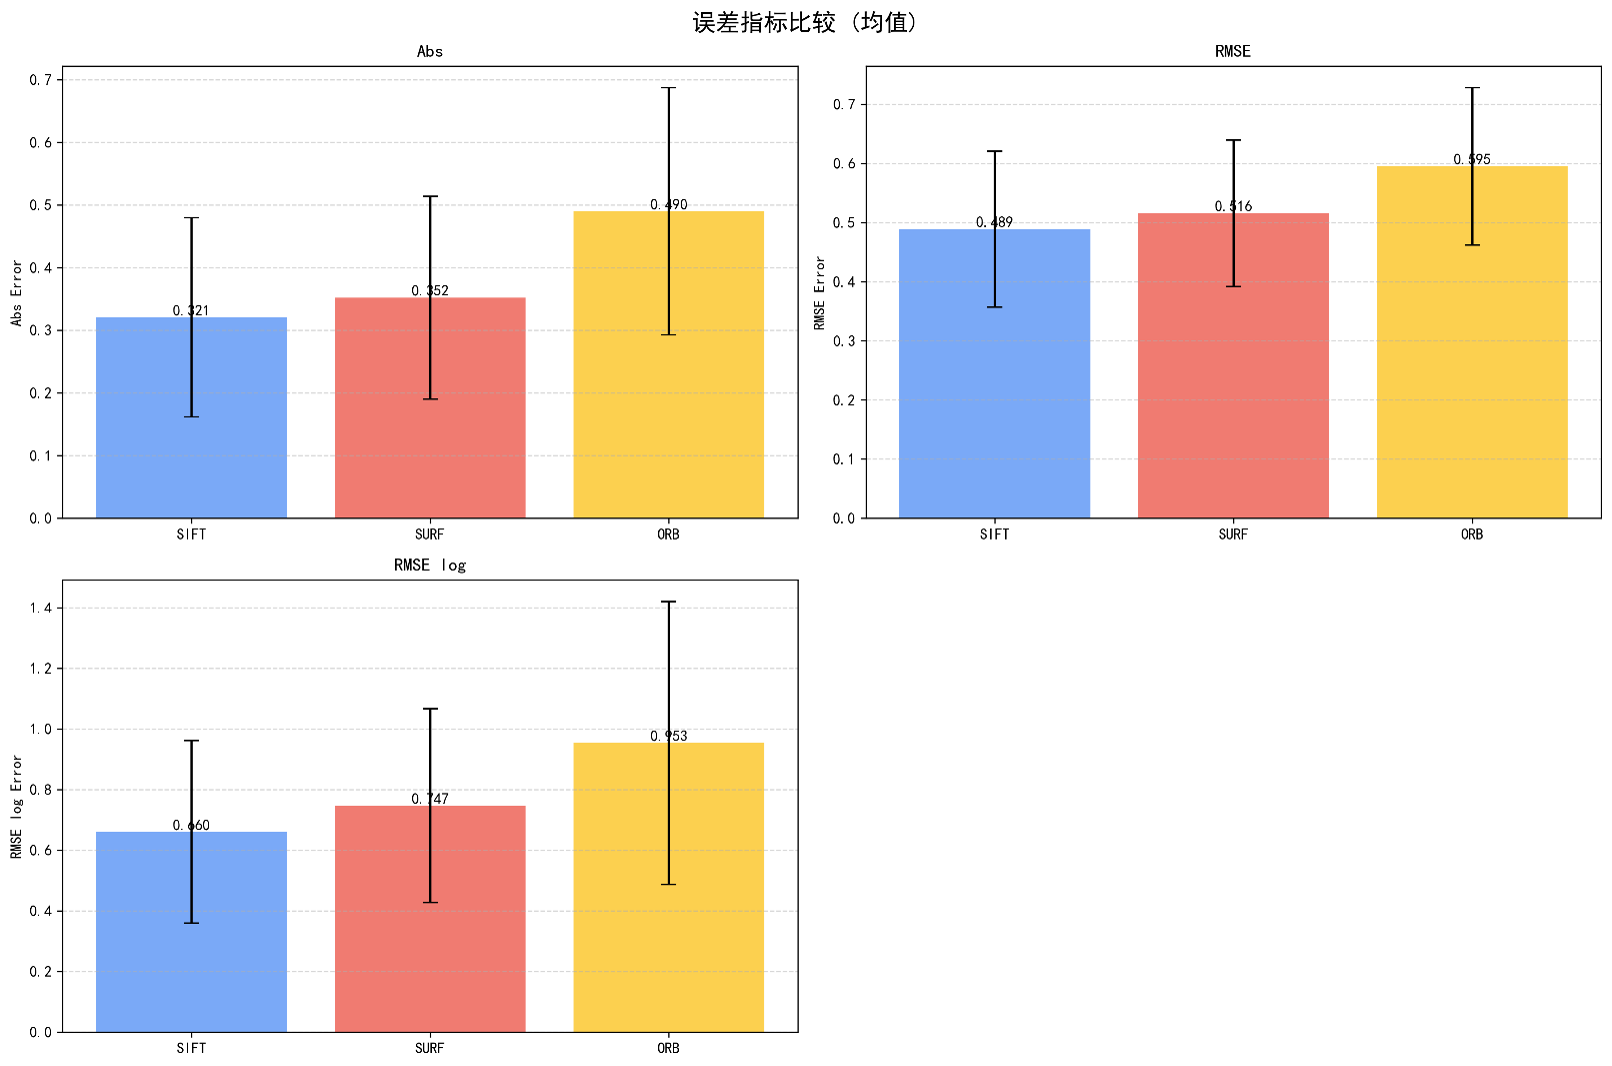 误差指标比较 (均值)
Abs
0.7
0.6
0.5
0.4
0.3
0.2
0.1
0.0
Abs Error
0.321
0.352
0.490
SIFT
SURF
ORB
RMSE
0.7
0.6
0.5
0.4
0.3
0.2
0.1
0.0
RMSE Error
0.489
0.516
0.595
SIFT
SURF
ORB
RMSE log
1.4
1.2
1.0
0.8
0.6
0.4
0.2
0.0
RMSE log Error
0.660
0.747
0.953
SIFT
SURF
ORB